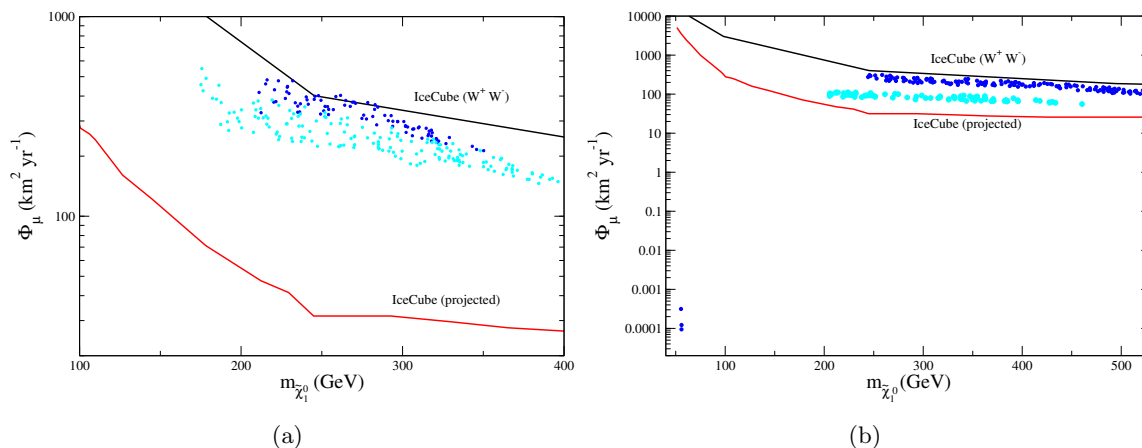 1000
100
Φ_μ (km² yr⁻¹)
IceCube (W⁺ W⁻)
IceCube (projected)
100 200 300 400
m_χ̃₁⁰ (GeV)
(a)
10000
1000
100
10
1
0.1
0.01
0.001
0.0001
Φ_μ (km² yr⁻¹)
IceCube (W⁺ W⁻)
IceCube (projected)
100 200 300 400 500
m_χ̃₁⁰ (GeV)
(b)